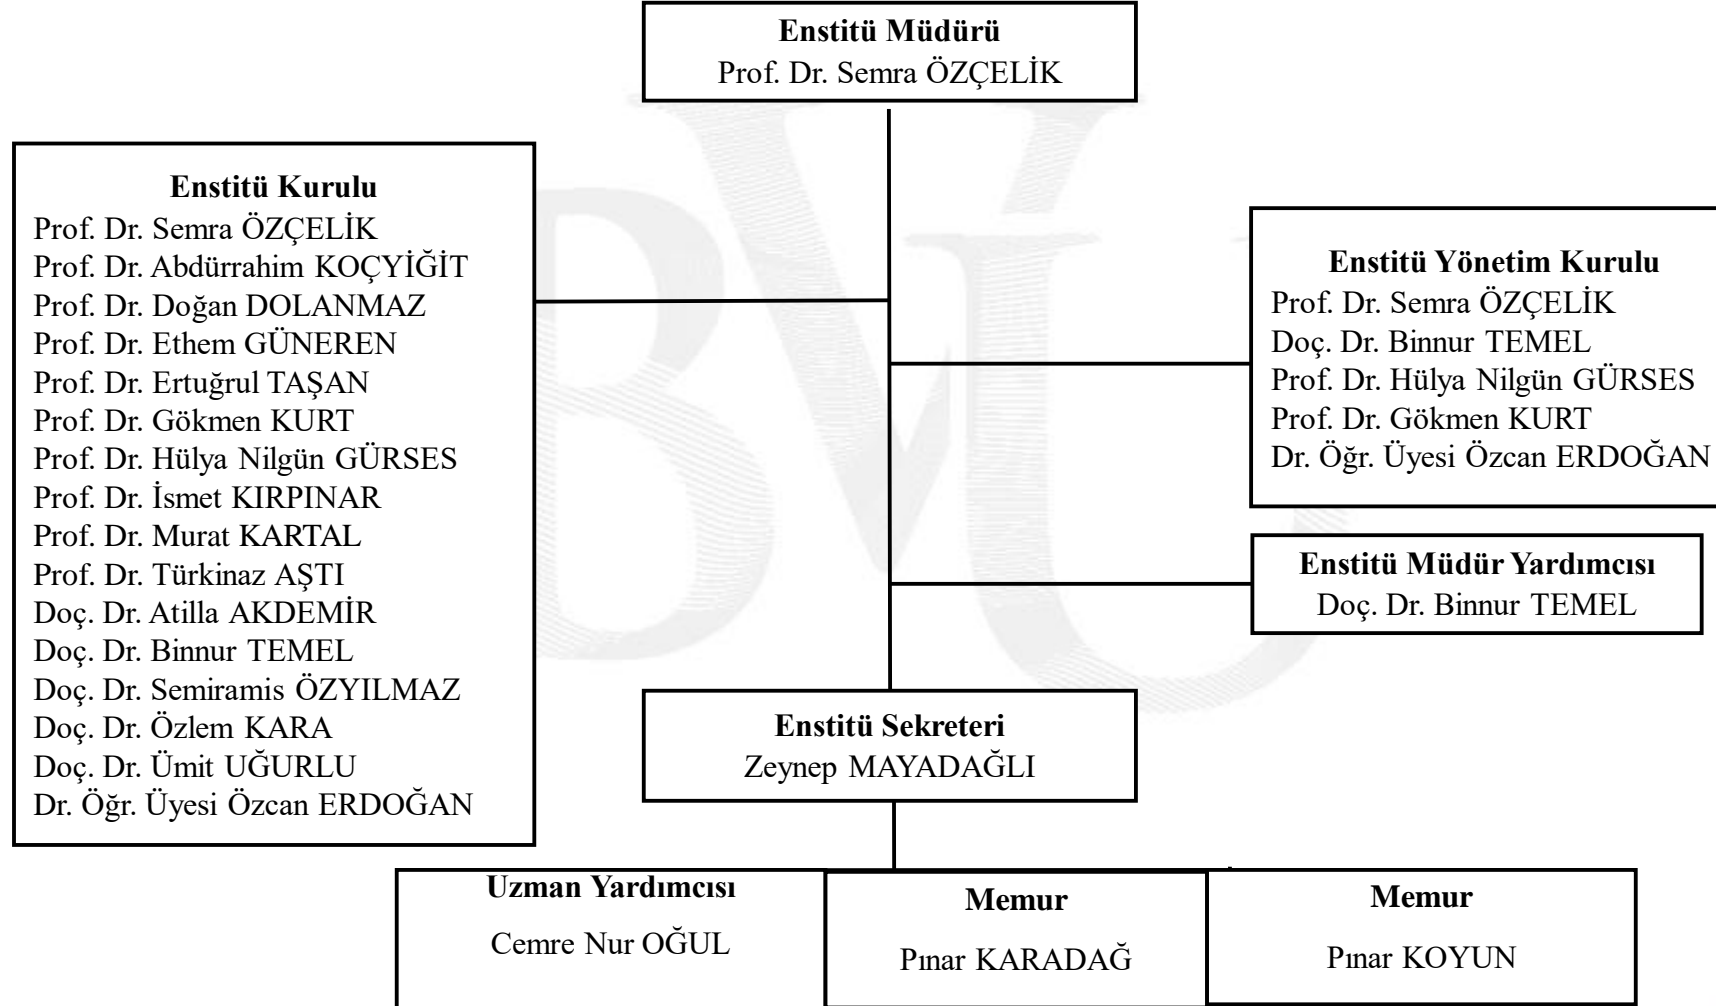 Enstitü Müdürü
Prof. Dr. Semra ÖZÇELİK
Enstitü Kurulu
Prof. Dr. Semra ÖZÇELİK
Prof. Dr. Abdürrahim KOÇYİĞİT
Prof. Dr. Doğan DOLANMAZ
Prof. Dr. Ethem GÜNEREN
Prof. Dr. Ertuğrul TAŞAN
Prof. Dr. Gökmen KURT
Prof. Dr. Hülya Nilgün GÜRSES
Prof. Dr. İsmet KIRPINAR
Prof. Dr. Murat KARTAL
Prof. Dr. Türkinaz AŞTI
Doç. Dr. Atilla AKDEMİR
Doç. Dr. Binnur TEMEL
Doç. Dr. Semiramis ÖZYILMAZ
Doç. Dr. Özlem KARA
Doç. Dr. Ümit UĞURLU
Dr. Öğr. Üyesi Özcan ERDOĞAN
Enstitü Yönetim Kurulu
Prof. Dr. Semra ÖZÇELİK
Doç. Dr. Binnur TEMEL
Prof. Dr. Hülya Nilgün GÜRSES
Prof. Dr. Gökmen KURT
Dr. Öğr. Üyesi Özcan ERDOĞAN
Enstitü Müdür Yardımcısı
Doç. Dr. Binnur TEMEL
Enstitü Sekreteri
Zeynep MAYADAĞLI
Uzman Yardımcısı
Cemre Nur OĞUL
Memur
Pınar KARADAĞ
Memur
Pınar KOYUN
BVU